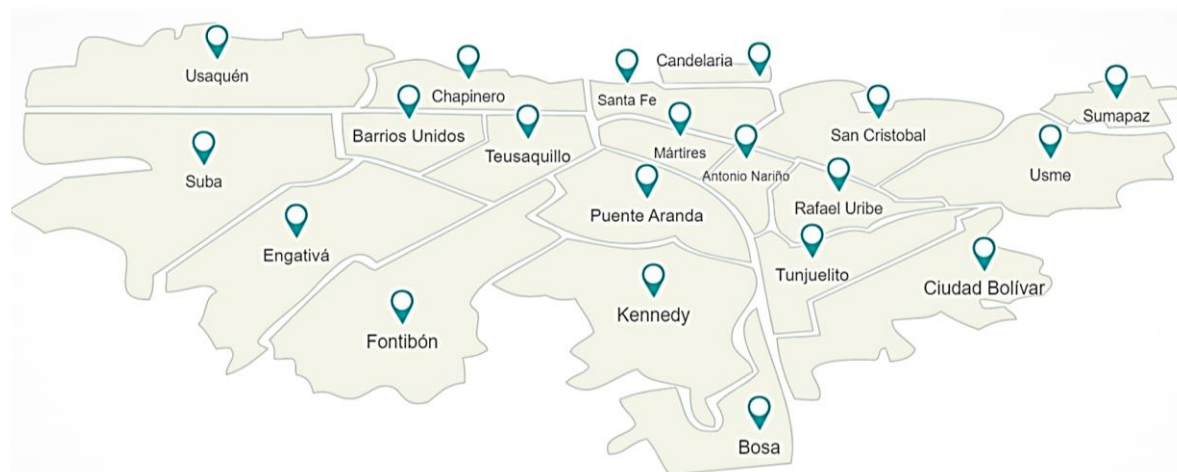 Candelaria
Usaquén
Chapinero
Santa Fe
Sumapaz
Barrios Unidos
San Cristobal
Teusaquillo
Mártires
Suba
Antonio Nariño
Usme
Puente Aranda
Rafael Uribe
Engativá
Tunjuelito
Ciudad Bolívar
Kennedy
Fontibón
Bosa